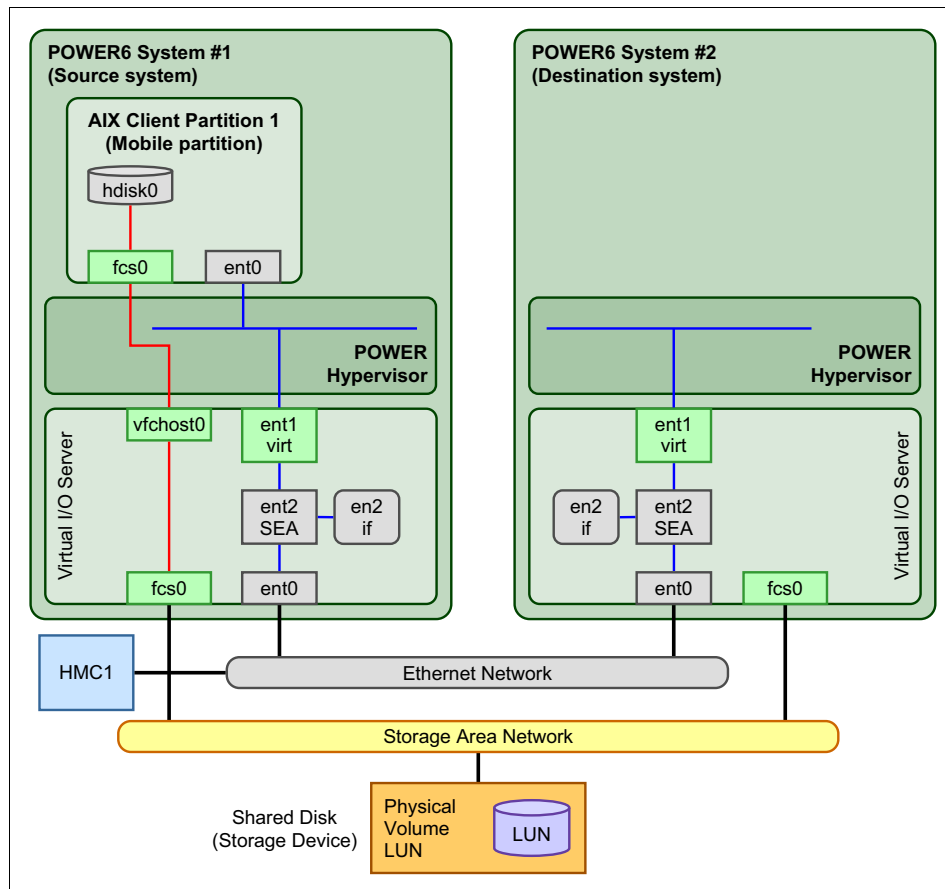 POWER6 System #1
(Source system)
AIX Client Partition 1
(Mobile partition)
hdisk0
fcs0
ent0
POWER
Hypervisor
Virtual I/O Server
vfchost0
ent1
virt
ent2
SEA
en2
if
fcs0
ent0
POWER6 System #2
(Destination system)
POWER
Hypervisor
ent1
virt
en2
if
ent2
SEA
ent0
fcs0
Virtual I/O Server
HMC1
Ethernet Network
Storage Area Network
Shared Disk
(Storage Device)
Physical
Volume
LUN
LUN